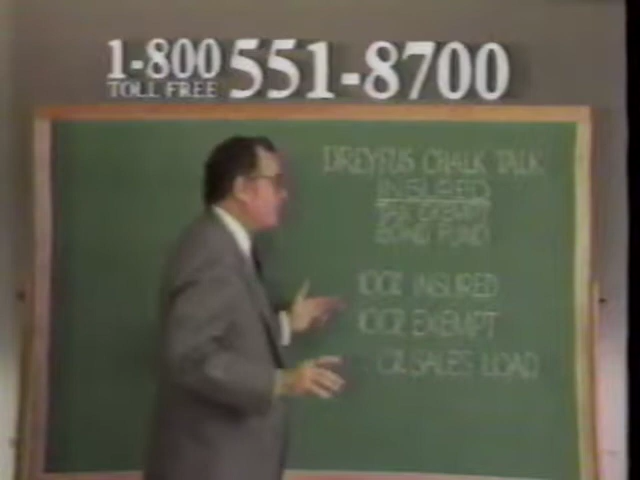 1-800 551-8700
TOLL FREE
DREYFUS CHALK TALK
INSURED
TAX EXEMPT
BOND FUND
100% INSURED
100% EXEMPT
SALES LOAD